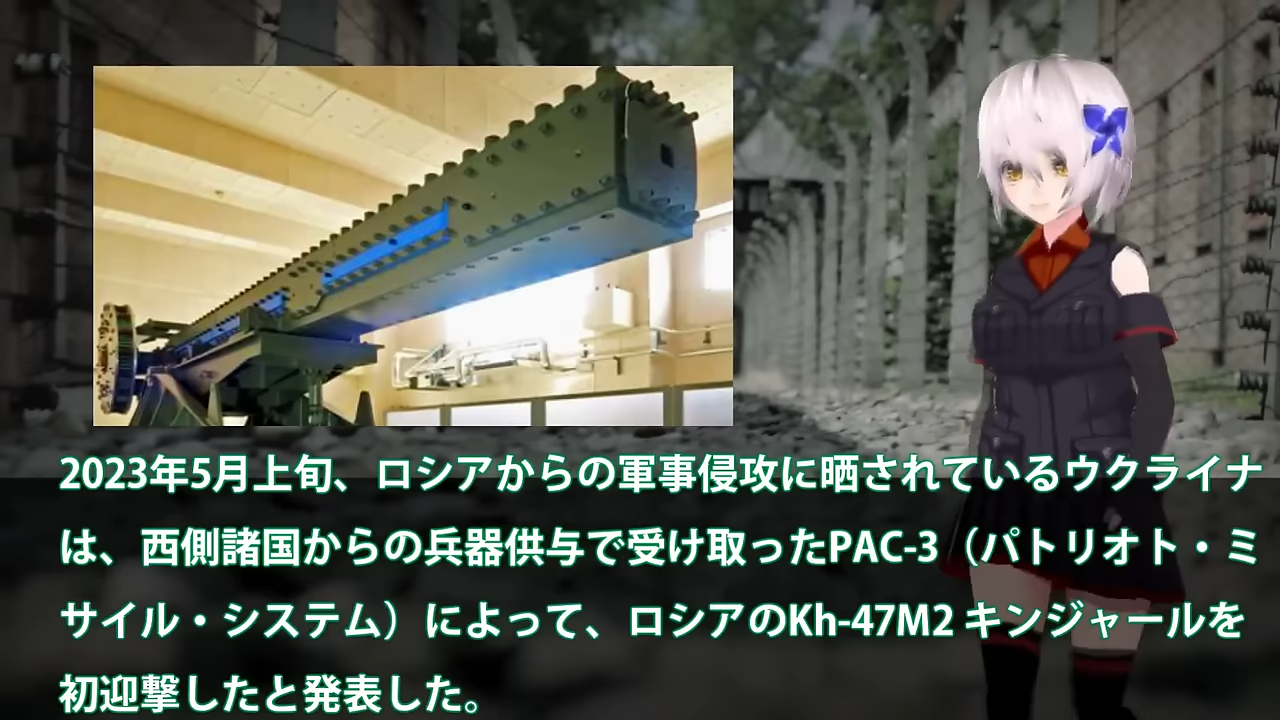 2023年5月上旬、ロシアからの軍事侵攻に晒されているウクライナ
は、西側諸国からの兵器供与で受け取ったPAC-3（パトリオト・ミ
サイル・システム）によって、ロシアのKh-47M2 キンジャールを
初迎撃したと発表した。